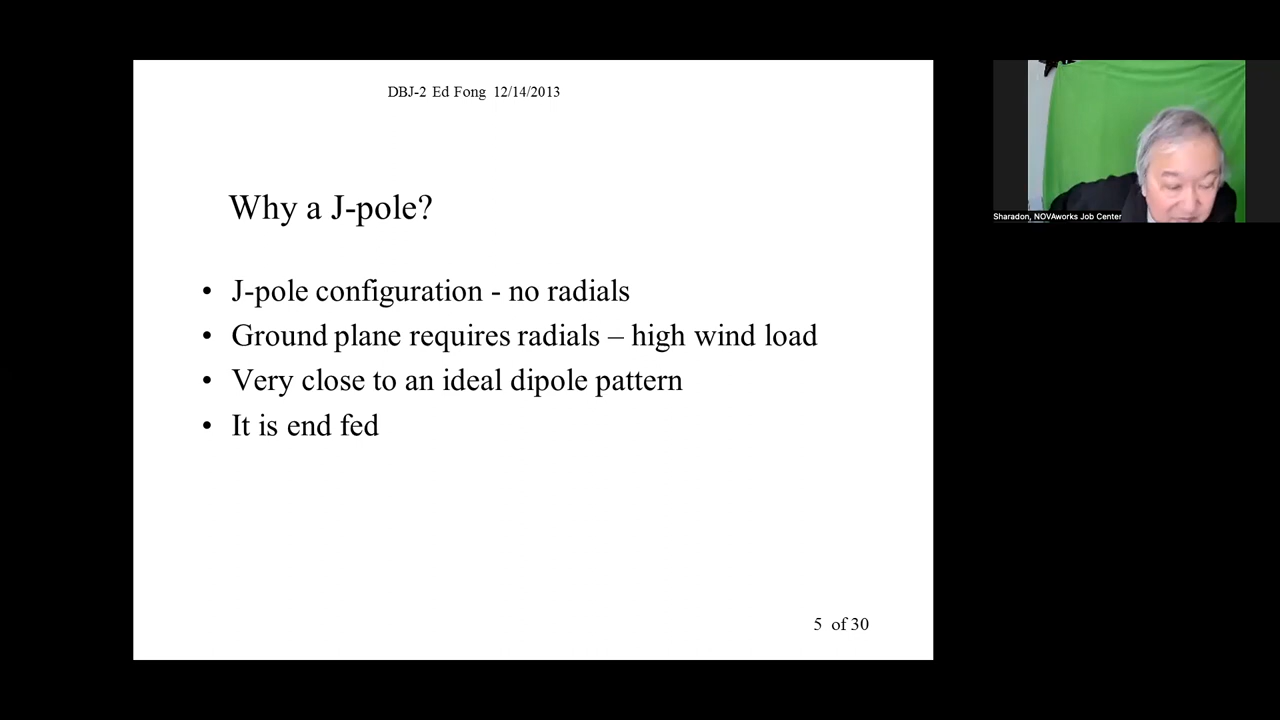 DBJ-2 Ed Fong 12/14/2013
Why a J-pole?
• J-pole configuration - no radials
• Ground plane requires radials – high wind load
• Very close to an ideal dipole pattern
• It is end fed
5 of 30
Sharadon, NOVAworks Job Center